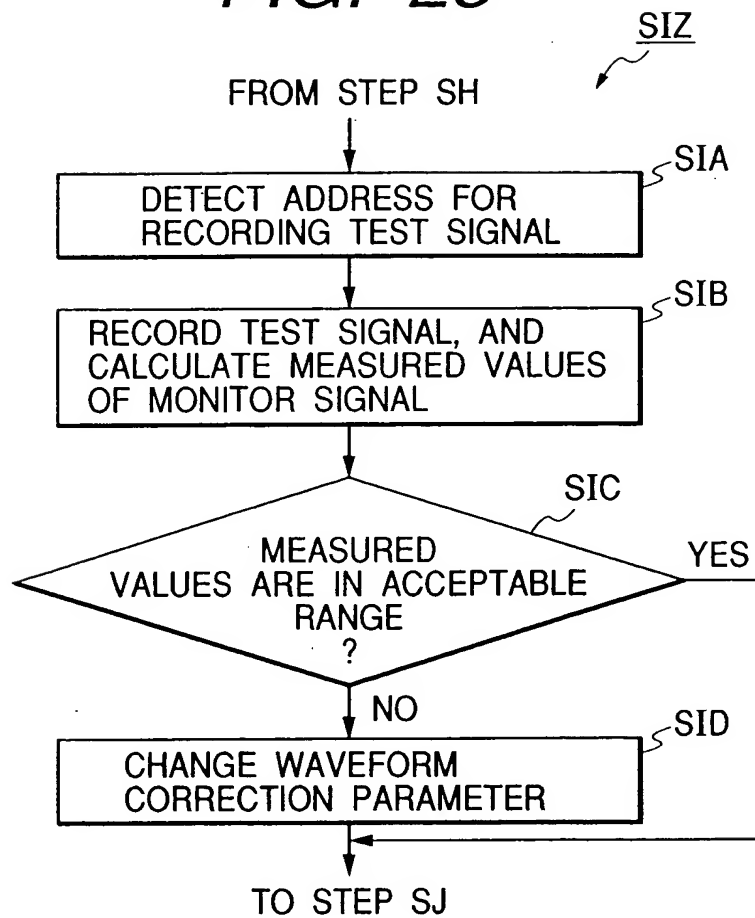 SIZ
FROM STEP SH
SIA
DETECT ADDRESS FOR
RECORDING TEST SIGNAL
SIB
RECORD TEST SIGNAL, AND
CALCULATE MEASURED VALUES
OF MONITOR SIGNAL
SIC
MEASURED
VALUES ARE IN ACCEPTABLE
RANGE
?
YES
NO
SID
CHANGE WAVEFORM
CORRECTION PARAMETER
TO STEP SJ